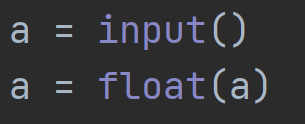 a = input()
a = float(a)